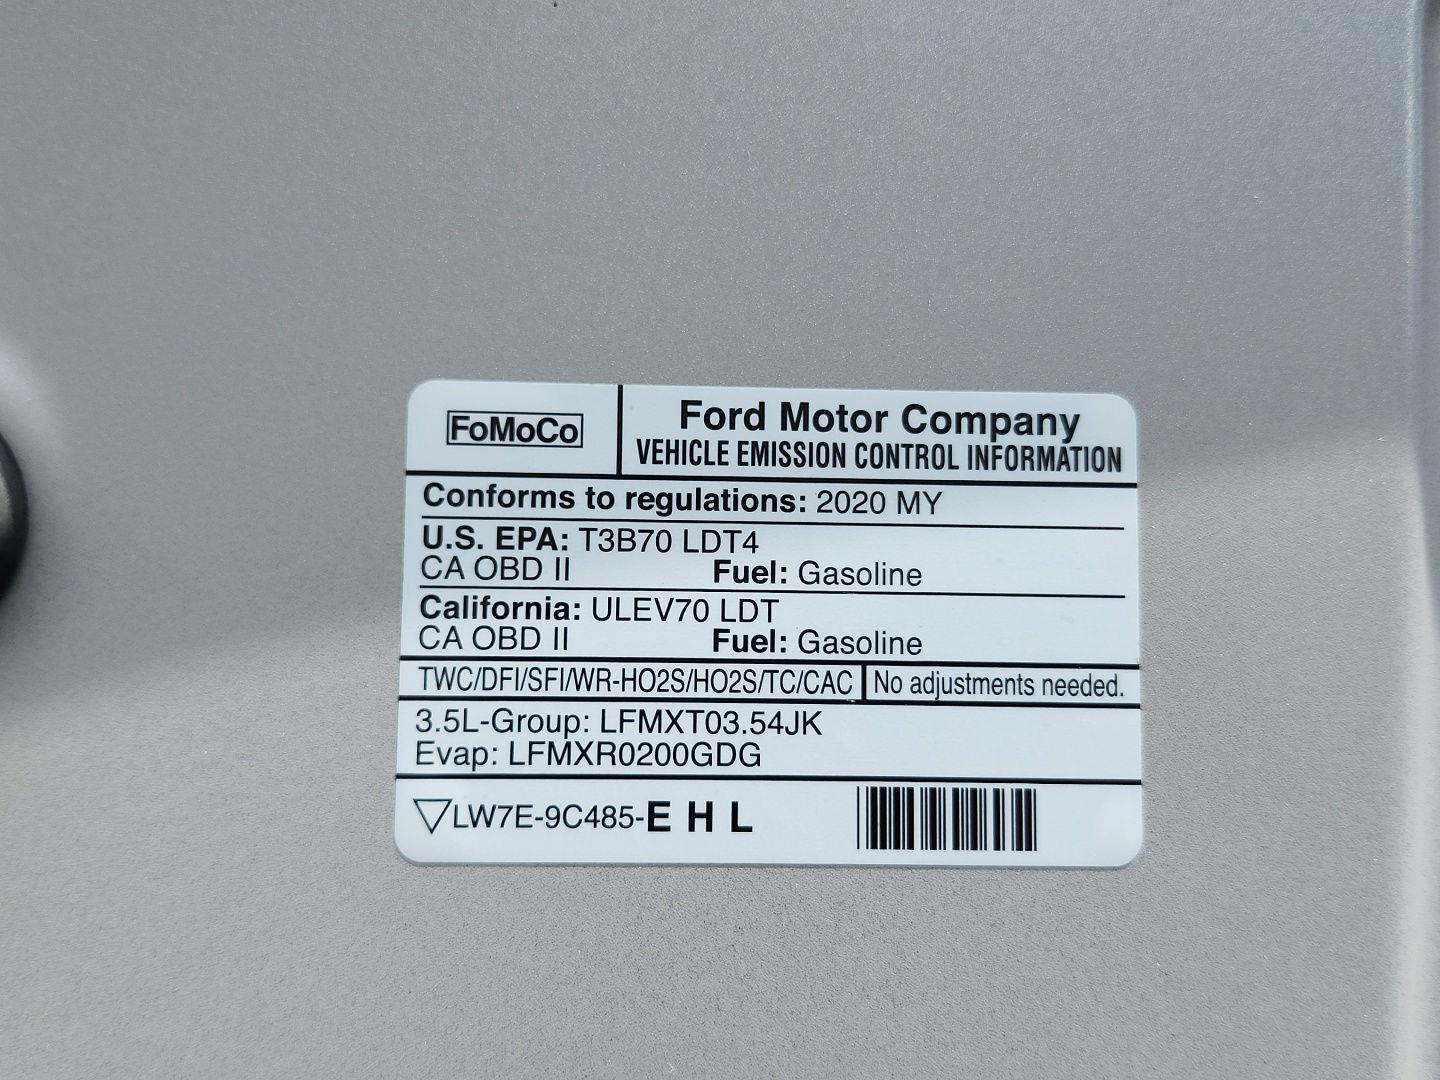 FoMoCo
Ford Motor Company
VEHICLE EMISSION CONTROL INFORMATION
Conforms to regulations: 2020 MY
U.S. EPA: T3B70 LDT4
CA OBD II Fuel: Gasoline
California: ULEV70 LDT
CA OBD II Fuel: Gasoline
TWC/DFI/SFI/WR-HO2S/HO2S/TC/CAC No adjustments needed.
3.5L-Group: LFMXT03.54JK
Evap: LFMXR0200GDG
▽LW7E-9C485-E H L